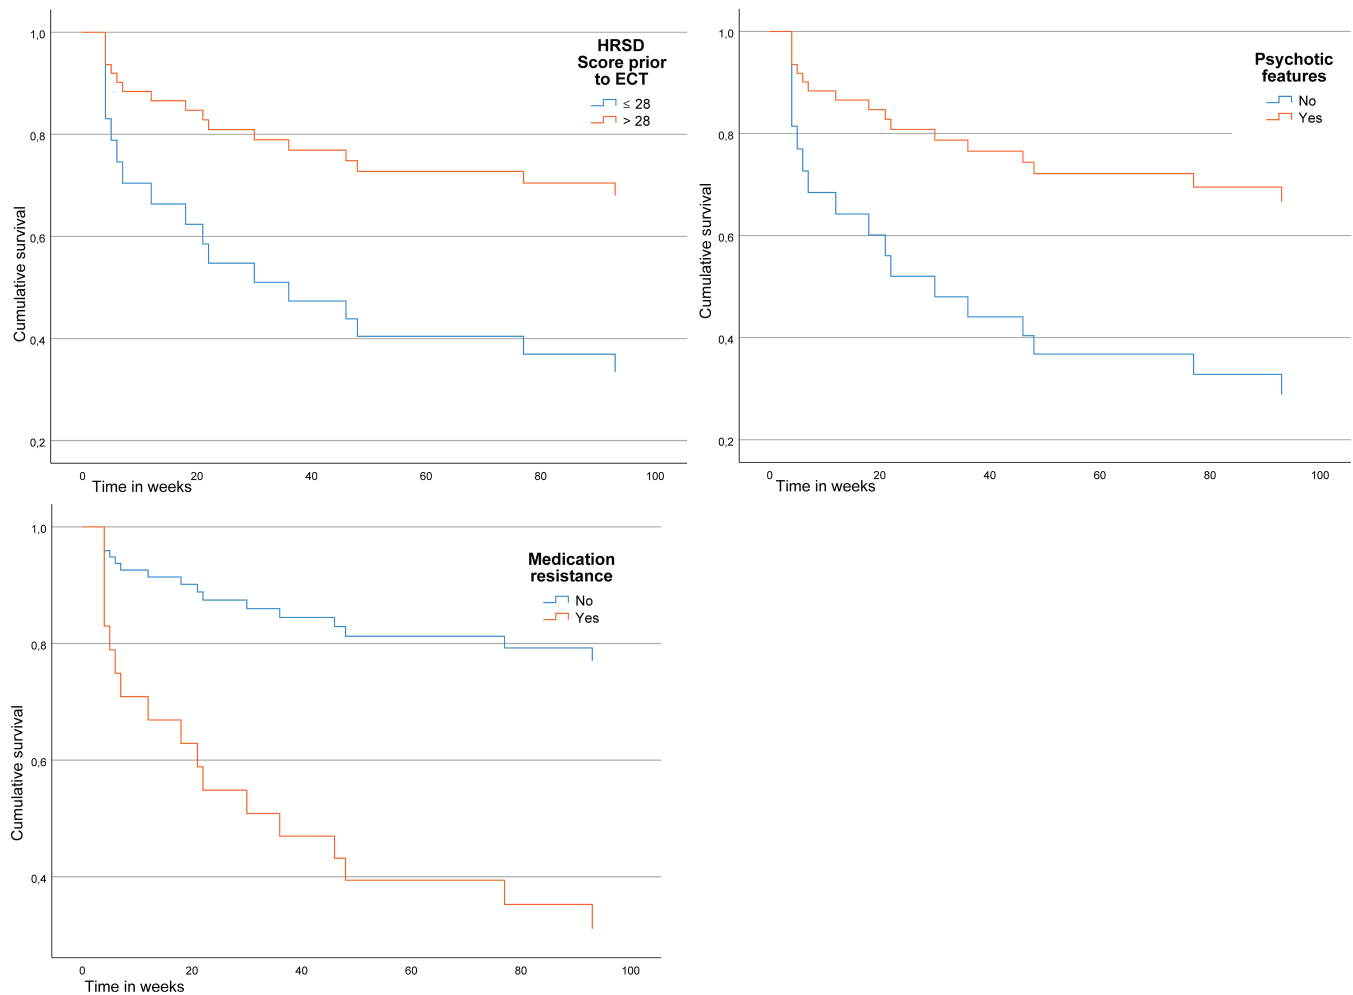 HRSD
Score prior
to ECT
≤ 28
> 28
1,0
0,8
0,6
0,4
0,2
Cumulative survival
0 20 40 60 80 100
Time in weeks
Psychotic
features
No
Yes
1,0
0,8
0,6
0,4
0,2
Cumulative survival
0 20 40 60 80 100
Time in weeks
Medication
resistance
No
Yes
1,0
0,8
0,6
0,4
Cumulative survival
0 20 40 60 80 100
Time in weeks